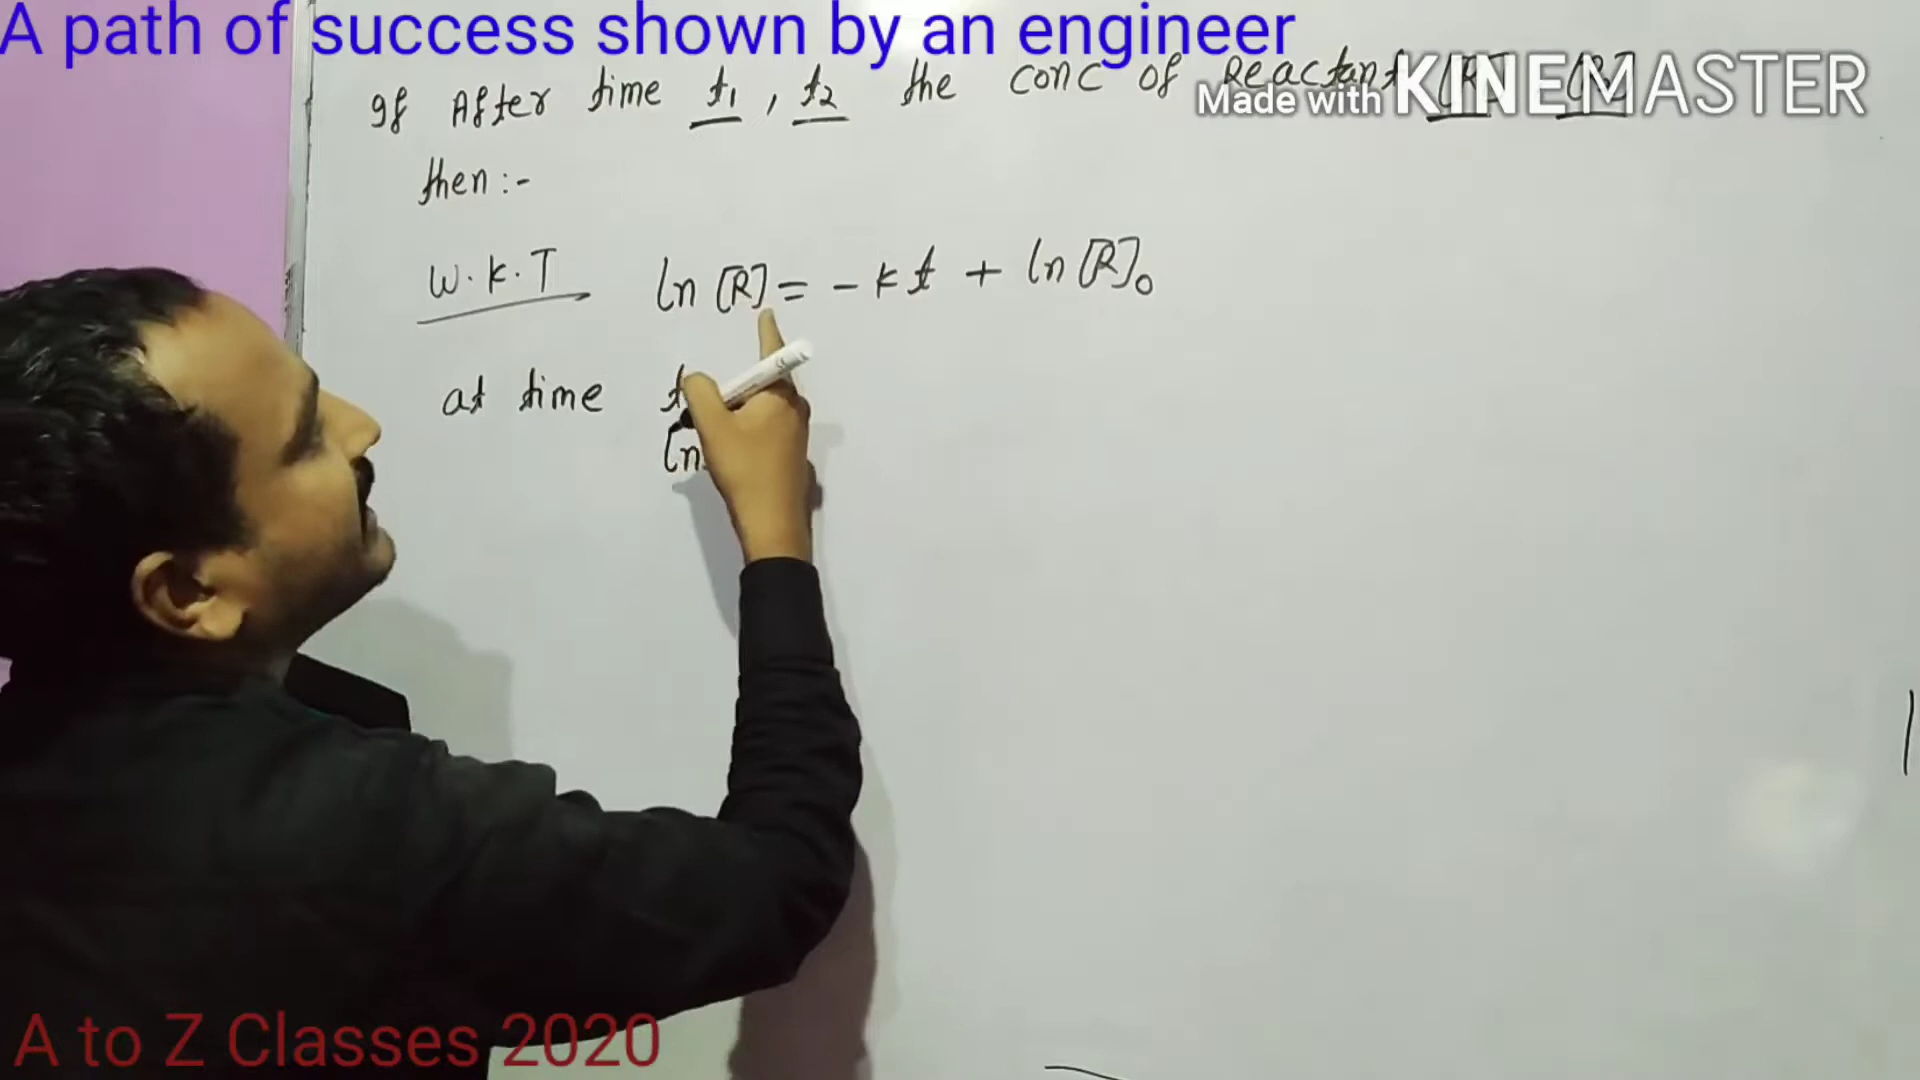 A path of success shown by an engineer
If After time t1 , t2 the conc of Reactant
Made with KINEMASTER
then :-
W.K.T ln [R] = - k t + ln [R]₀
at time t
ln
A to Z Classes 2020